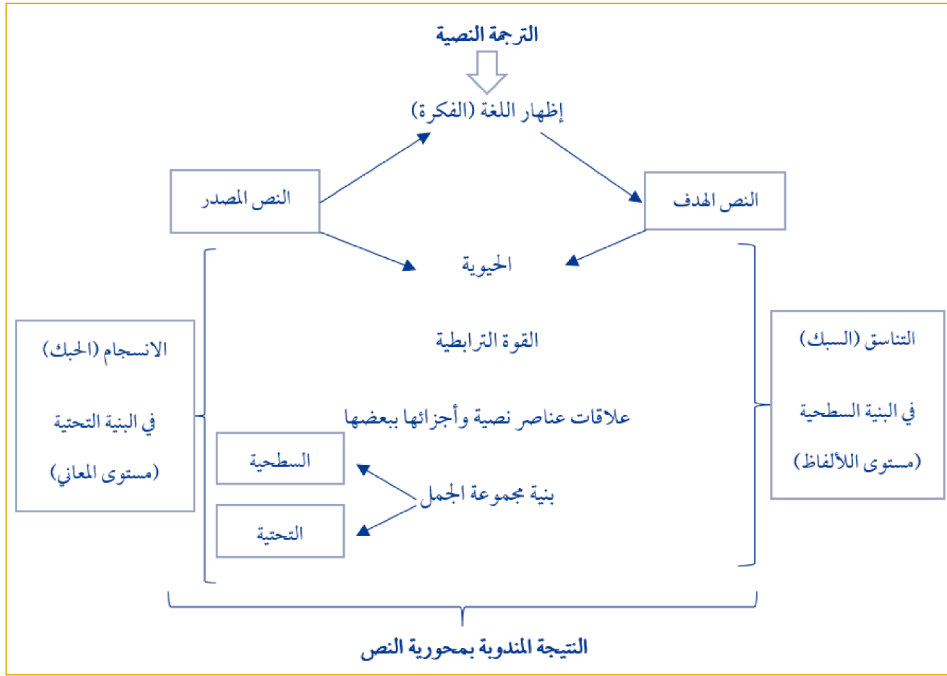 الترجمة النصية
إظهار اللغة (الفكرة)
النص المصدر
النص الهدف
الحيوية
القوة الترابطية
علاقات عناصر نصية وأجزائها ببعضها
بنية مجموعة الجمل
السطحية
التحتية
التناسق (السبك)
في البنية السطحية
(مستوى اللألفاظ)
الانسجام (الحبك)
في البنية التحتية
(مستوى المعاني)
النتيجة المندوبة بمحورية النص